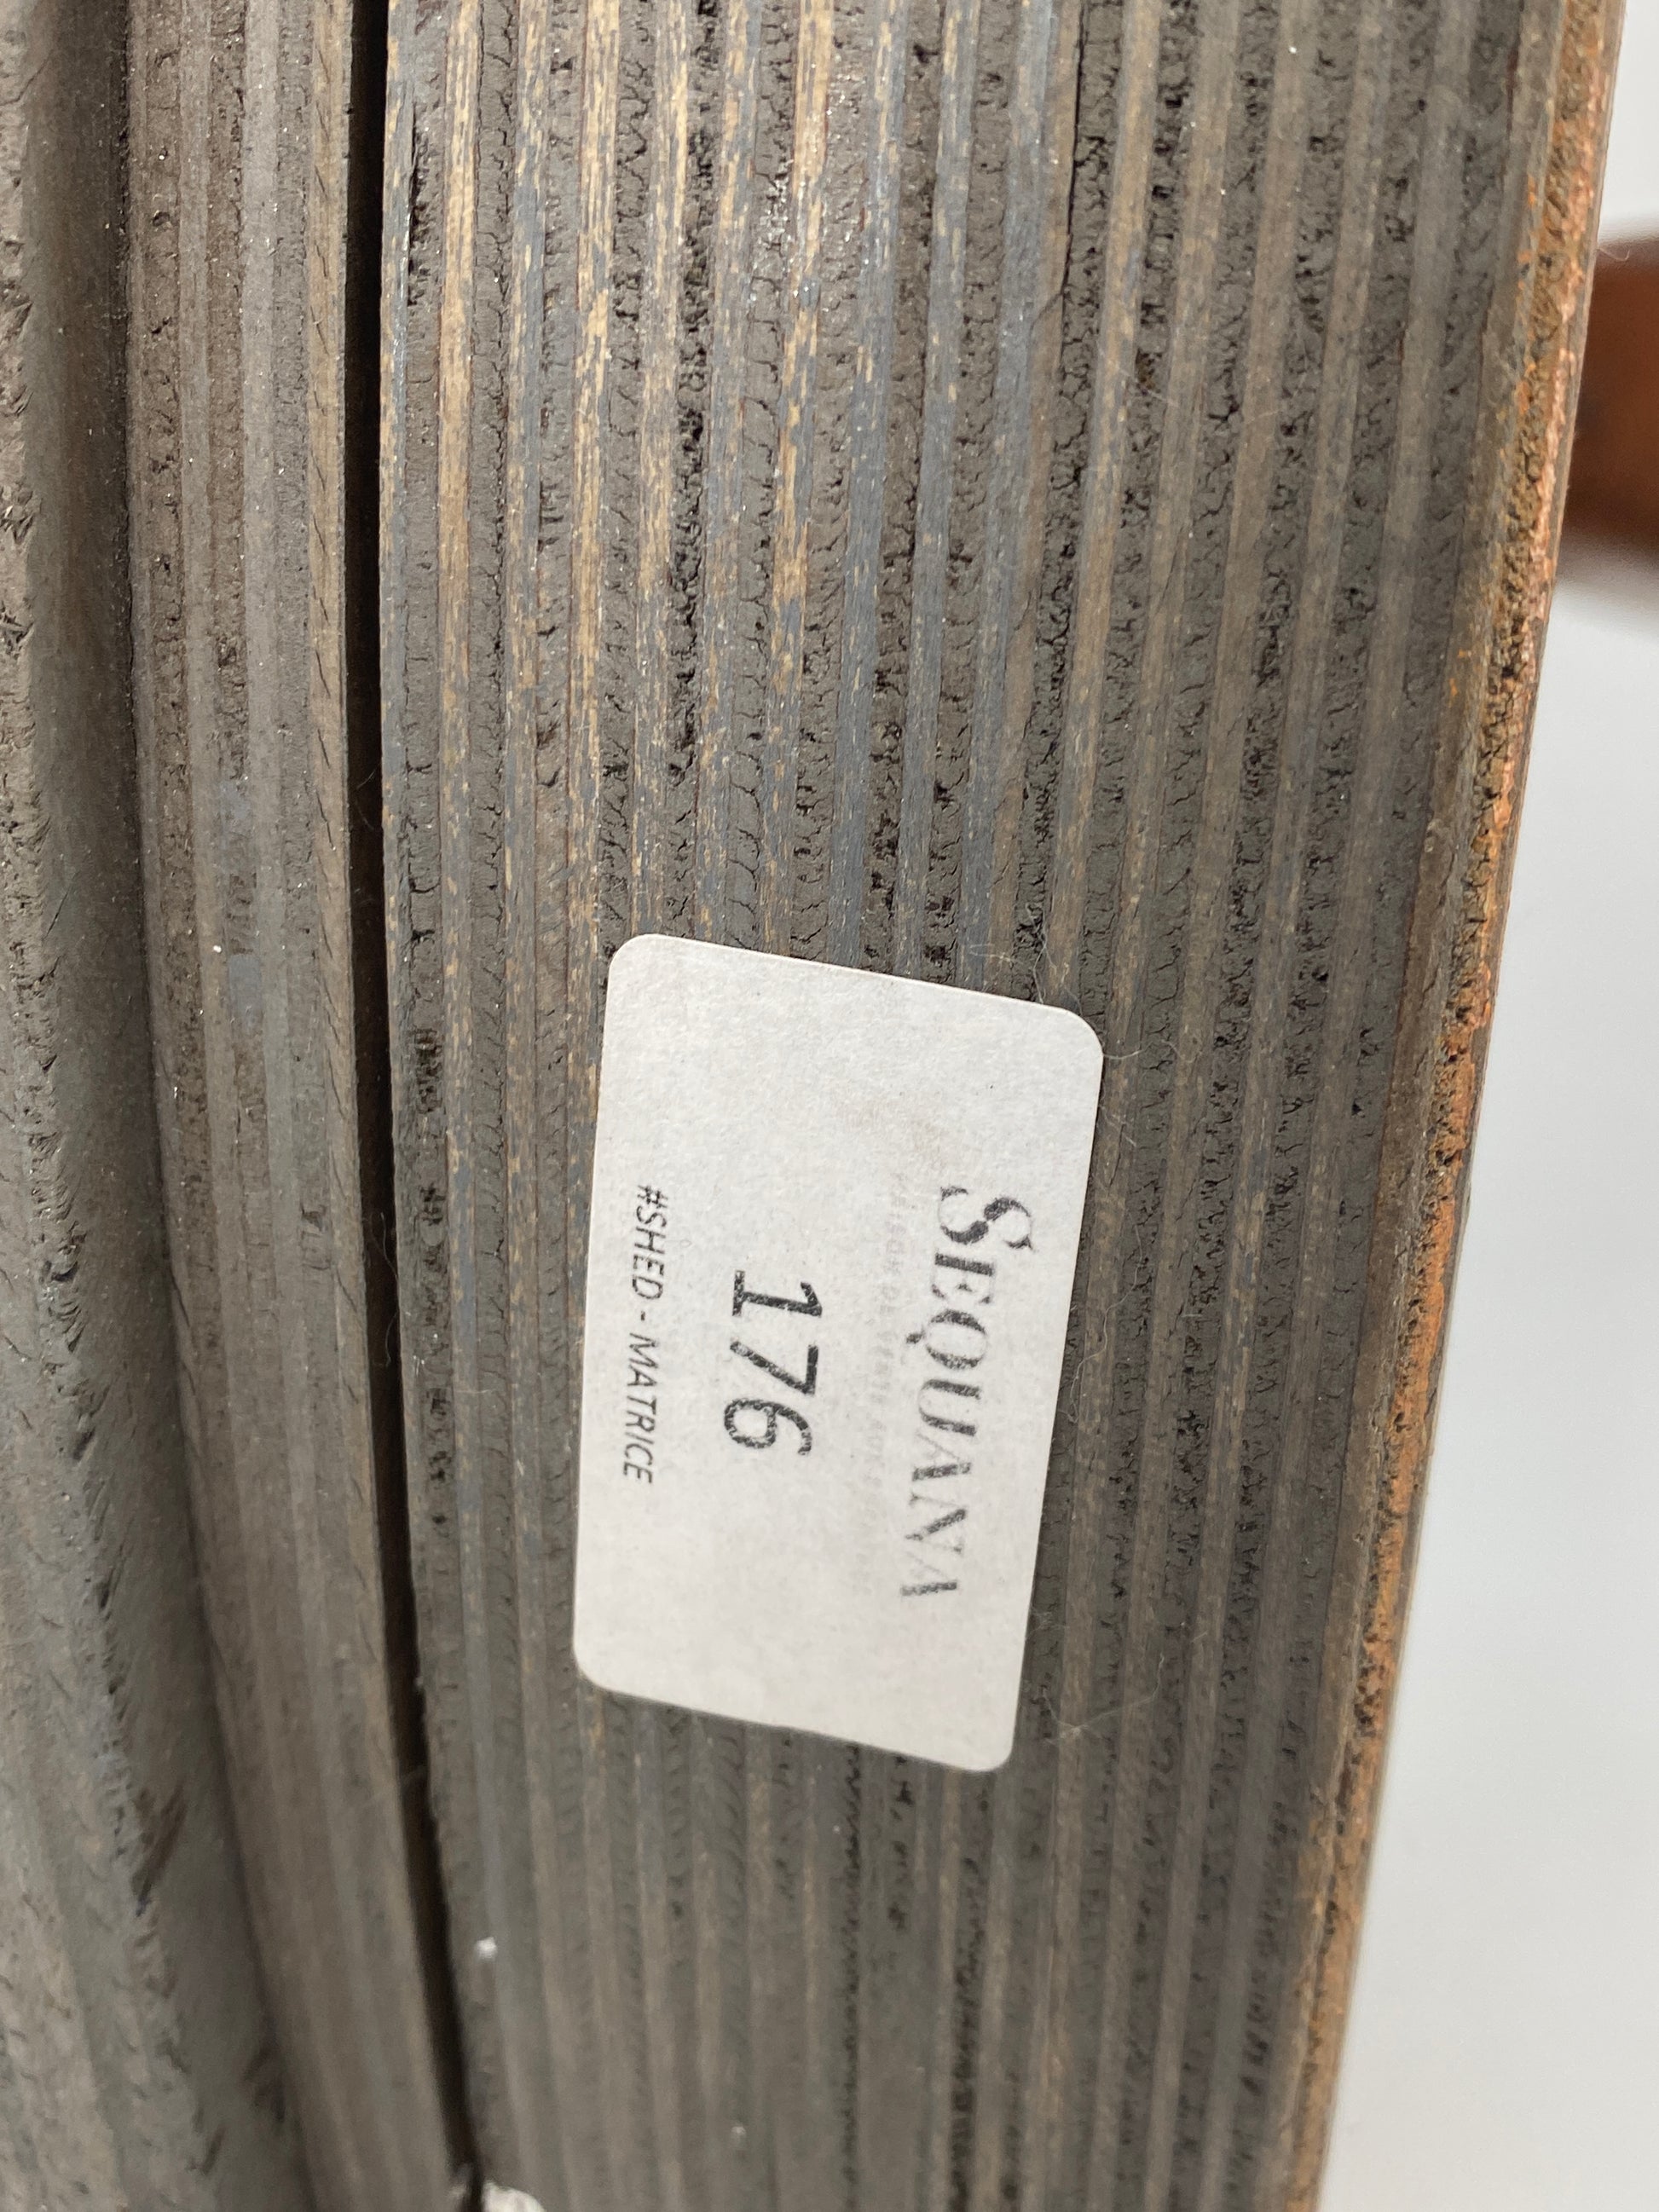 SEQUANA
176
#SHED - MATRICE